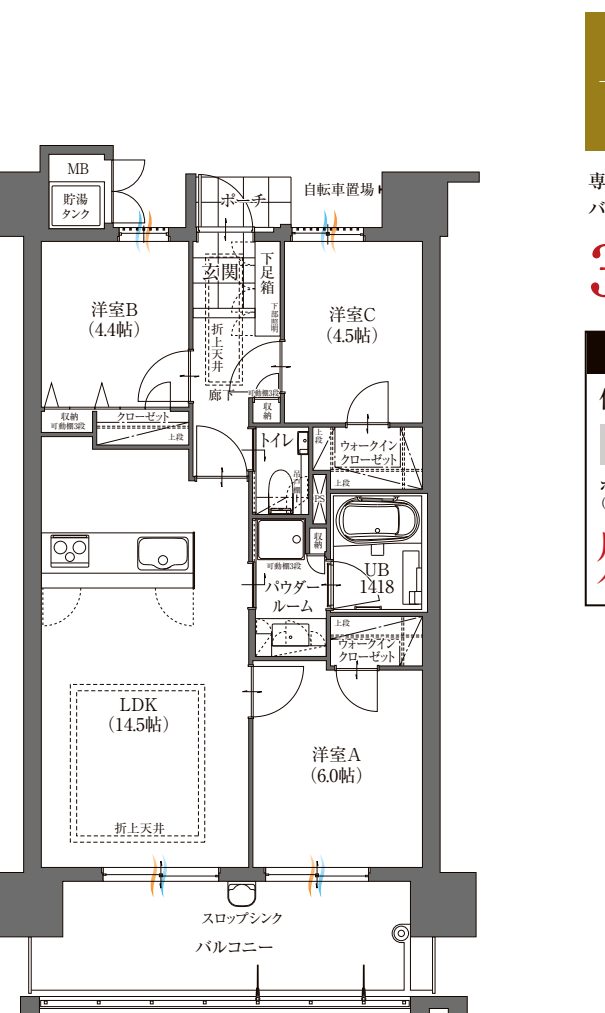 MB
貯湯
タンク
ポーチ
自転車置場
専
バ
3
玄関
下足箱
下部照明
洋室B
(4.4帖)
洋室C
(4.5帖)
折上天井
廊下
可動棚3段
収納
収納
可動棚3段
クローゼット
上段
トイレ
吊戸棚
上段
ウォークイン
クローゼット
上段
PS
収納
可動棚3段
パウダー
ルーム
UB
1418
上段
ウォークイン
クローゼット
LDK
(14.5帖)
洋室A
(6.0帖)
折上天井
スロップシンク
バルコニー